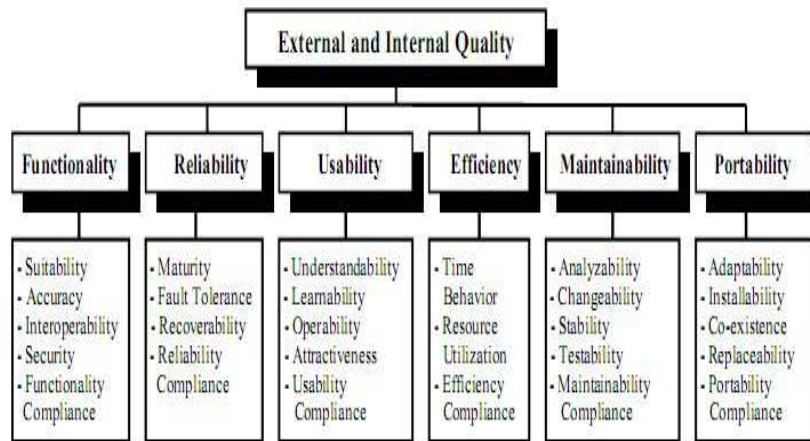 External and Internal Quality
Functionality
Reliability
Usability
Efficiency
Maintainability
Portability
- Suitability
- Accuracy
- Interoperability
- Security
- Functionality
Compliance
- Maturity
- Fault Tolerance
- Recoverability
- Reliability
Compliance
- Understandability
- Learnability
- Operability
- Attractiveness
- Usability
Compliance
- Time
Behavior
- Resource
Utilization
- Efficiency
Compliance
- Analyzability
- Changeability
- Stability
- Testability
- Maintainability
Compliance
- Adaptability
- Installability
- Co-existence
- Replaceability
- Portability
Compliance